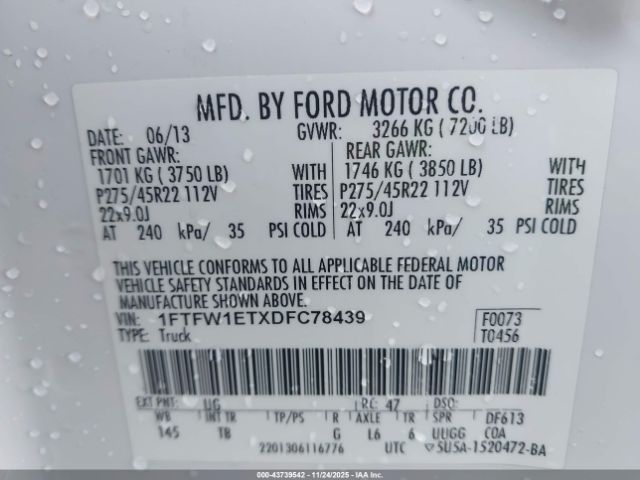 MFD. BY FORD MOTOR CO.
DATE: 06/13 GVWR: 3266 KG ( 7200 LB)
FRONT GAWR: REAR GAWR:
1701 KG ( 3750 LB) WITH 1746 KG ( 3850 LB) WITH
P275/45R22 112V TIRES P275/45R22 112V TIRES
22x9.0J RIMS 22x9.0J RIMS
AT 240 kPa/ 35 PSI COLD AT 240 kPa/ 35 PSI COLD
THIS VEHICLE CONFORMS TO ALL APPLICABLE FEDERAL MOTOR
VEHICLE SAFETY STANDARDS IN EFFECT ON THE DATE OF
MANUFACTURE SHOWN ABOVE.
VIN: 1FTFW1ETXDFC78439 F0073
TYPE: Truck T0456
EXT PNT: UG RC: 47 DSO:
WB INT TR TP/PS R AXLE TR SPR DF613
145 TB G L6 6 UUGG COA
2201306116776 UTC 5U5A-1520472-BA
©000-43739542 - 11/24/2025 - IAA Inc.